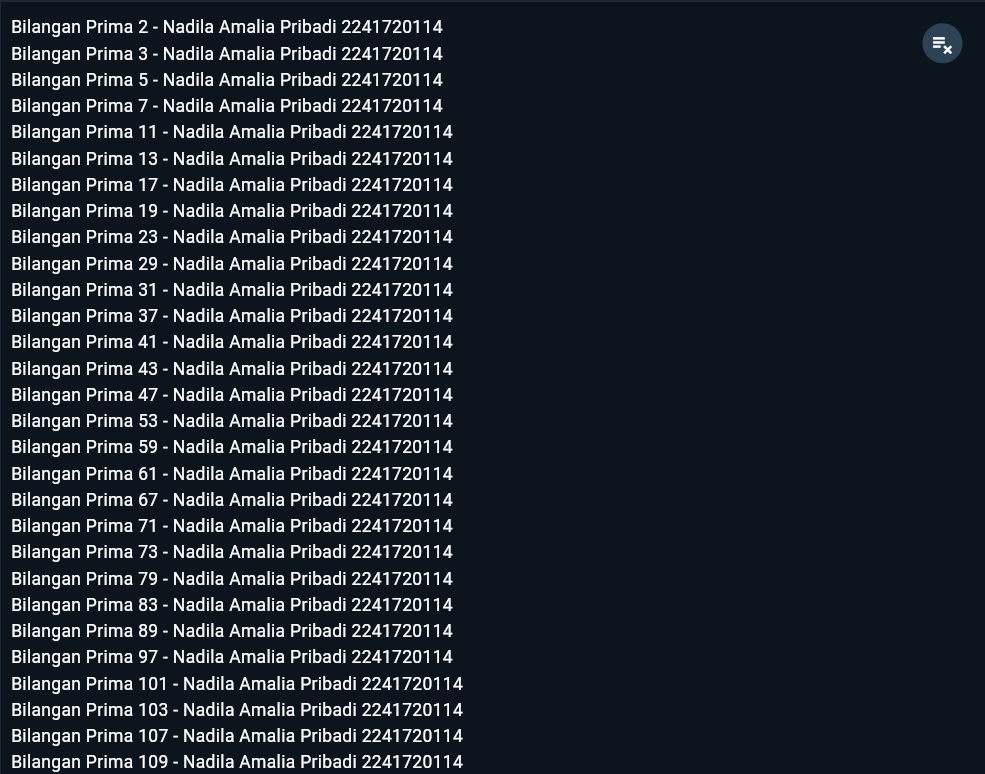 Bilangan Prima 2 - Nadila Amalia Pribadi 2241720114
Bilangan Prima 3 - Nadila Amalia Pribadi 2241720114
Bilangan Prima 5 - Nadila Amalia Pribadi 2241720114
Bilangan Prima 7 - Nadila Amalia Pribadi 2241720114
Bilangan Prima 11 - Nadila Amalia Pribadi 2241720114
Bilangan Prima 13 - Nadila Amalia Pribadi 2241720114
Bilangan Prima 17 - Nadila Amalia Pribadi 2241720114
Bilangan Prima 19 - Nadila Amalia Pribadi 2241720114
Bilangan Prima 23 - Nadila Amalia Pribadi 2241720114
Bilangan Prima 29 - Nadila Amalia Pribadi 2241720114
Bilangan Prima 31 - Nadila Amalia Pribadi 2241720114
Bilangan Prima 37 - Nadila Amalia Pribadi 2241720114
Bilangan Prima 41 - Nadila Amalia Pribadi 2241720114
Bilangan Prima 43 - Nadila Amalia Pribadi 2241720114
Bilangan Prima 47 - Nadila Amalia Pribadi 2241720114
Bilangan Prima 53 - Nadila Amalia Pribadi 2241720114
Bilangan Prima 59 - Nadila Amalia Pribadi 2241720114
Bilangan Prima 61 - Nadila Amalia Pribadi 2241720114
Bilangan Prima 67 - Nadila Amalia Pribadi 2241720114
Bilangan Prima 71 - Nadila Amalia Pribadi 2241720114
Bilangan Prima 73 - Nadila Amalia Pribadi 2241720114
Bilangan Prima 79 - Nadila Amalia Pribadi 2241720114
Bilangan Prima 83 - Nadila Amalia Pribadi 2241720114
Bilangan Prima 89 - Nadila Amalia Pribadi 2241720114
Bilangan Prima 97 - Nadila Amalia Pribadi 2241720114
Bilangan Prima 101 - Nadila Amalia Pribadi 2241720114
Bilangan Prima 103 - Nadila Amalia Pribadi 2241720114
Bilangan Prima 107 - Nadila Amalia Pribadi 2241720114
Bilangan Prima 109 - Nadila Amalia Pribadi 2241720114